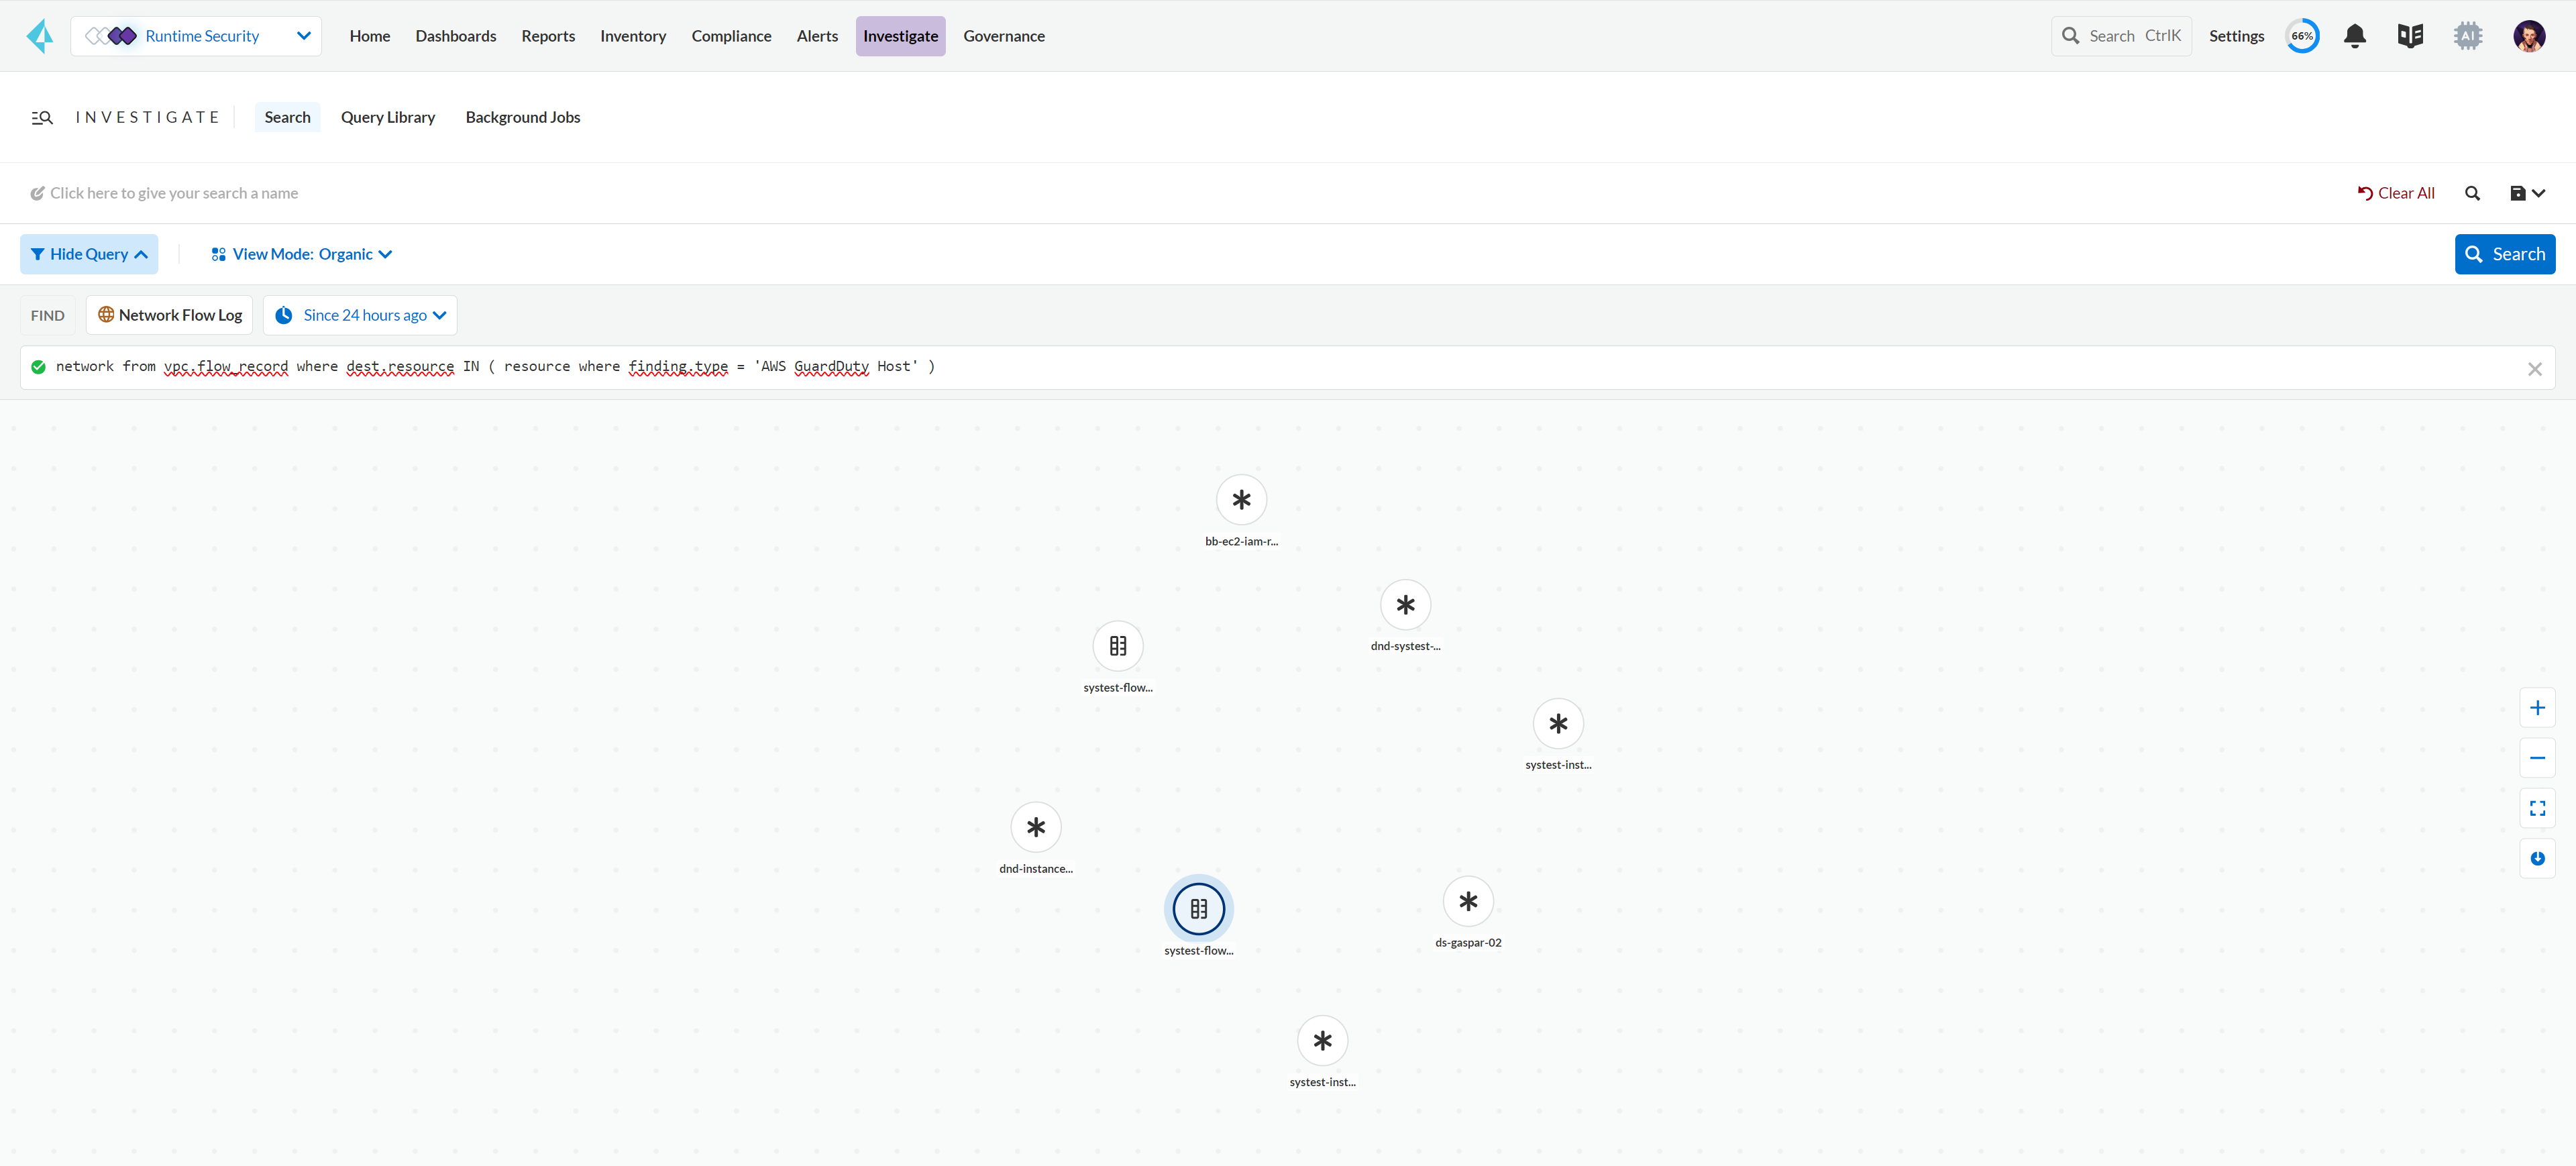 Runtime Security Home Dashboards Reports Inventory Compliance Alerts Investigate Governance Search CtrlK Settings 66% AI
INVESTIGATE Search Query Library Background Jobs
Click here to give your search a name Clear All
Hide Query View Mode: Organic Search
FIND Network Flow Log Since 24 hours ago
network from vpc.flow_record where dest.resource IN ( resource where finding.type = 'AWS GuardDuty Host' )
bb-ec2-iam-r...
dnd-systest-...
systest-flow...
systest-inst...
dnd-instance...
ds-gaspar-02
systest-flow...
systest-inst...